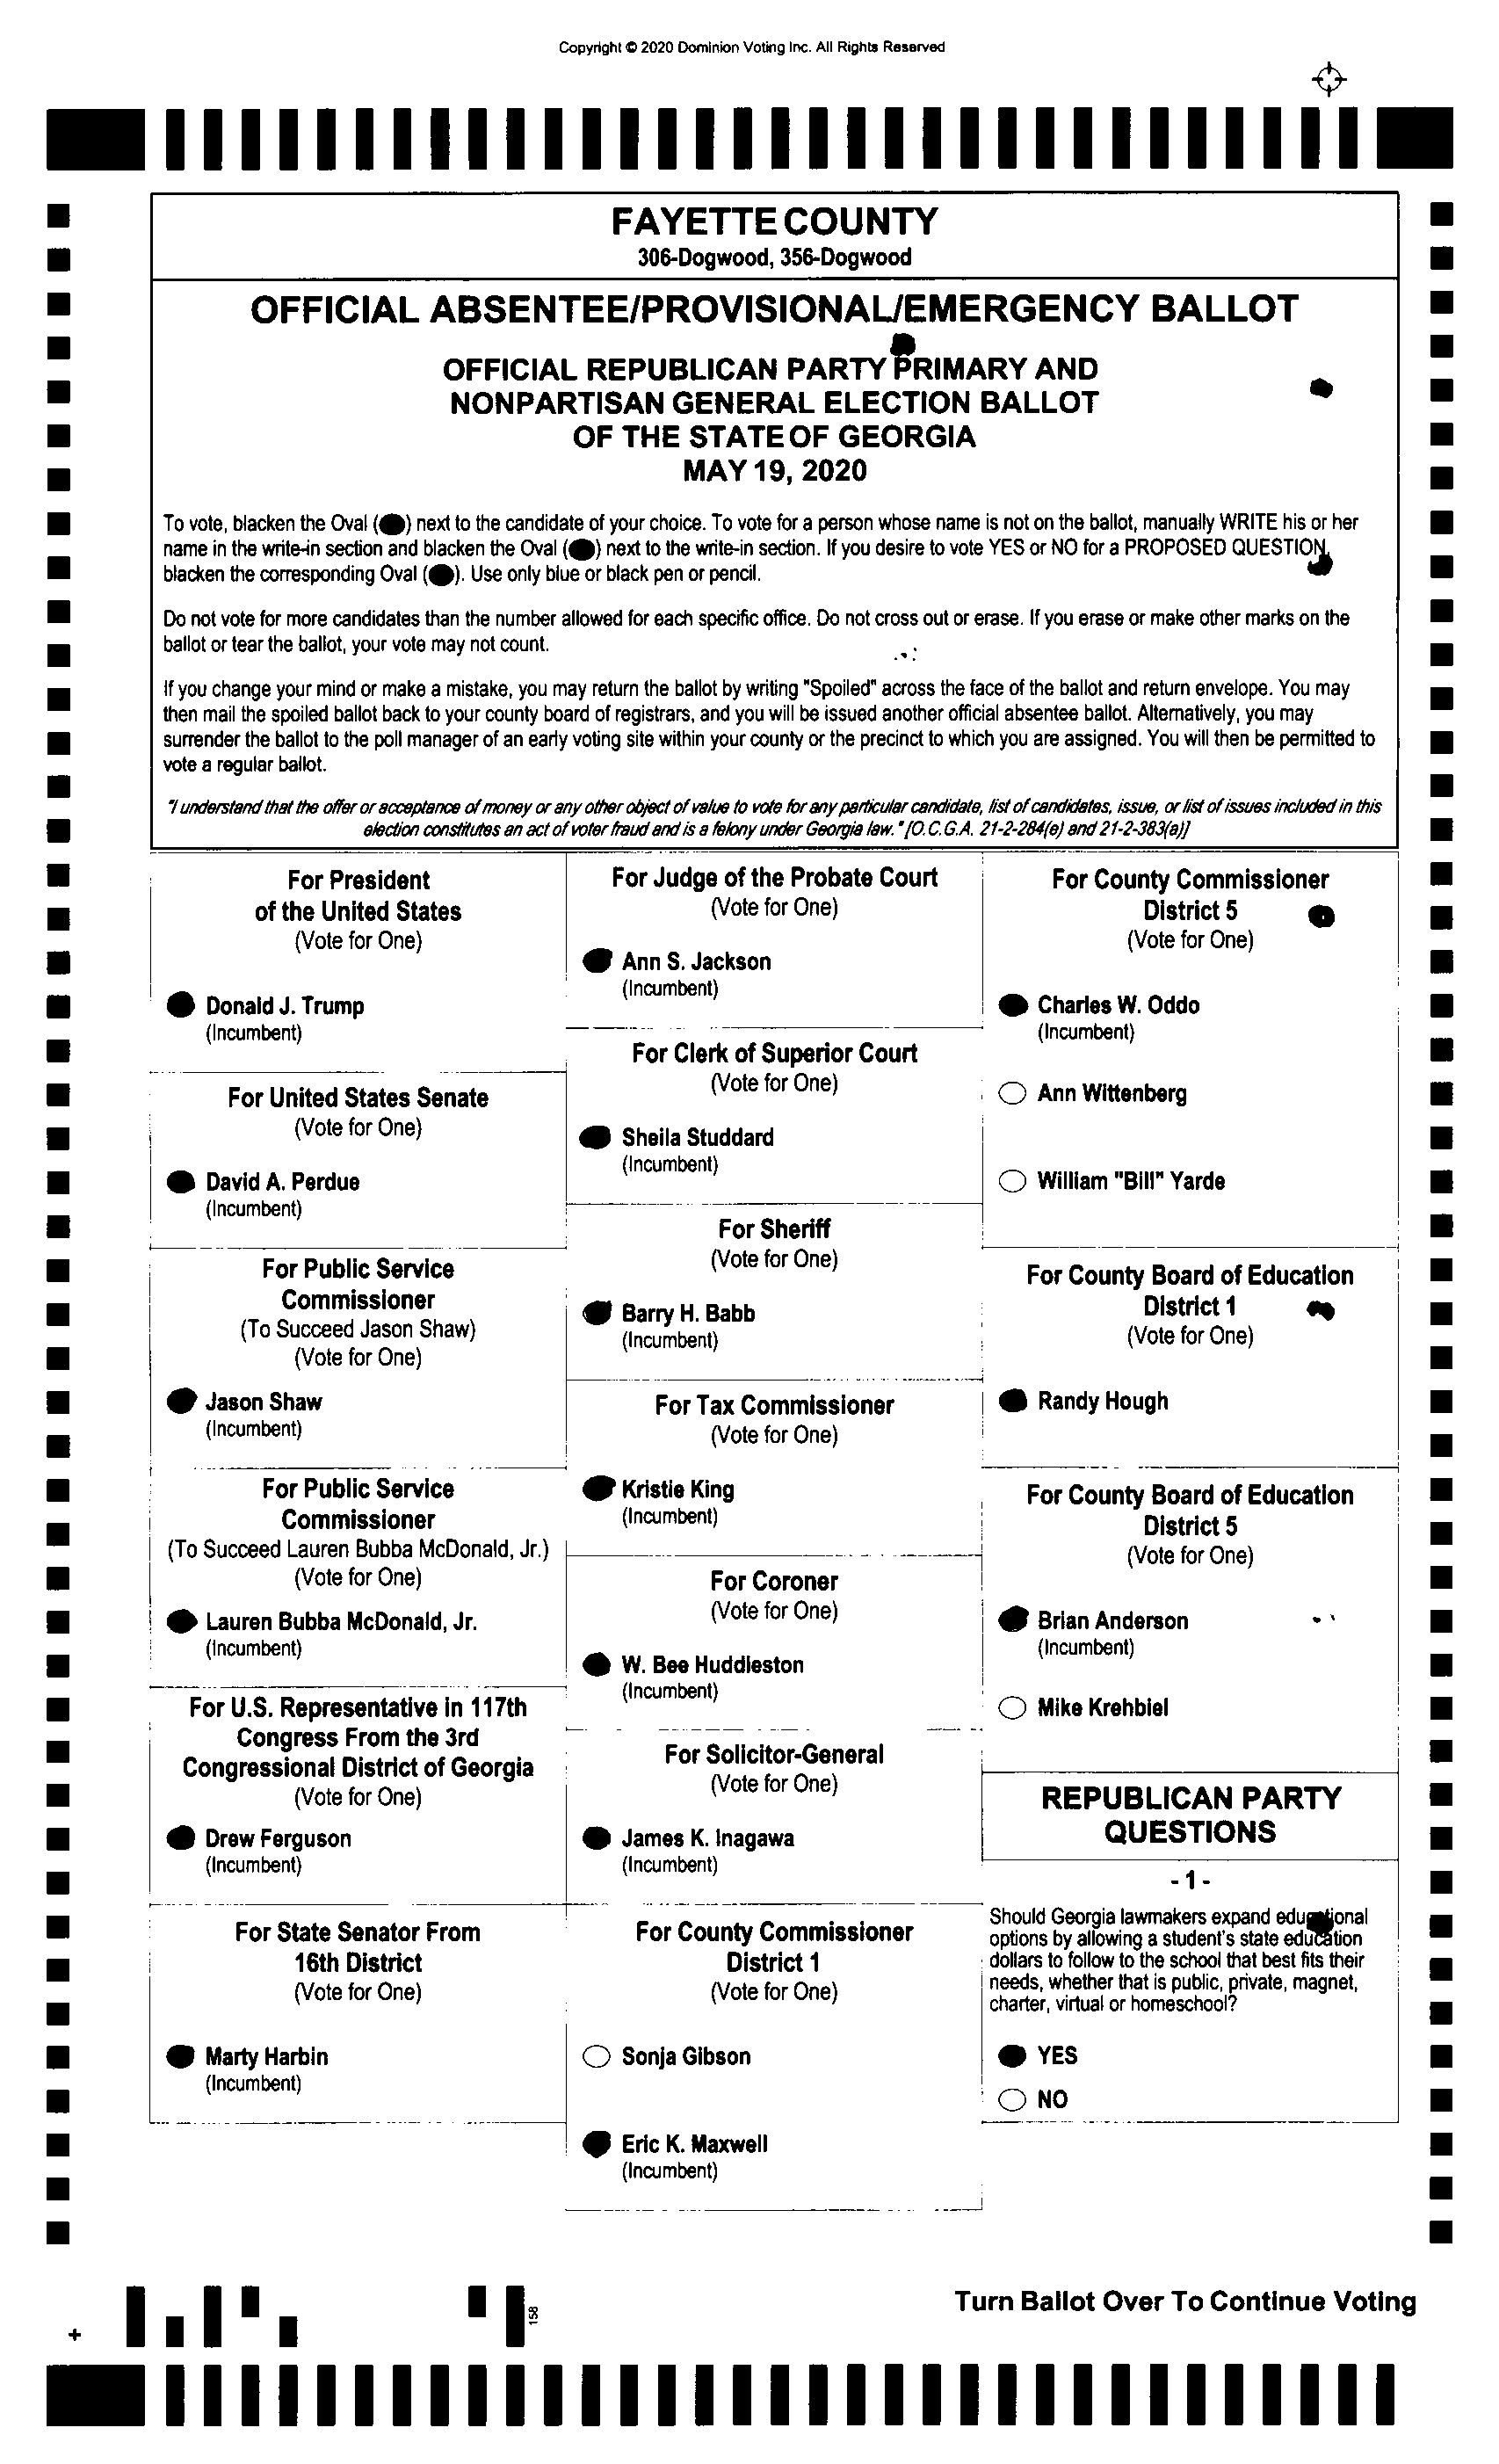 Copyright © 2020 Dominion Voting Inc. All Rights Reserved
FAYETTE COUNTY
306-Dogwood, 356-Dogwood
OFFICIAL ABSENTEE/PROVISIONAL/EMERGENCY BALLOT
OFFICIAL REPUBLICAN PARTY PRIMARY AND
NONPARTISAN GENERAL ELECTION BALLOT
OF THE STATE OF GEORGIA
MAY 19, 2020
To vote, blacken the Oval ( ) next to the candidate of your choice. To vote for a person whose name is not on the ballot, manually WRITE his or her
name in the write-in section and blacken the Oval ( ) next to the write-in section. If you desire to vote YES or NO for a PROPOSED QUESTION,
blacken the corresponding Oval ( ). Use only blue or black pen or pencil.
Do not vote for more candidates than the number allowed for each specific office. Do not cross out or erase. If you erase or make other marks on the
ballot or tear the ballot, your vote may not count.
If you change your mind or make a mistake, you may return the ballot by writing "Spoiled" across the face of the ballot and return envelope. You may
then mail the spoiled ballot back to your county board of registrars, and you will be issued another official absentee ballot. Alternatively, you may
surrender the ballot to the poll manager of an early voting site within your county or the precinct to which you are assigned. You will then be permitted to
vote a regular ballot.
"I understand that the offer or acceptance of money or any other object of value to vote for any particular candidate, list of candidates, issue, or list of issues included in this
election constitutes an act of voter fraud and is a felony under Georgia law." [O.C.G.A. 21-2-284(e) and 21-2-383(a)]
For President
of the United States
(Vote for One)
Donald J. Trump
(Incumbent)
For United States Senate
(Vote for One)
David A. Perdue
(Incumbent)
For Public Service
Commissioner
(To Succeed Jason Shaw)
(Vote for One)
Jason Shaw
(Incumbent)
For Public Service
Commissioner
(To Succeed Lauren Bubba McDonald, Jr.)
(Vote for One)
Lauren Bubba McDonald, Jr.
(Incumbent)
For U.S. Representative in 117th
Congress From the 3rd
Congressional District of Georgia
(Vote for One)
Drew Ferguson
(Incumbent)
For State Senator From
16th District
(Vote for One)
Marty Harbin
(Incumbent)
For Judge of the Probate Court
(Vote for One)
Ann S. Jackson
(Incumbent)
For Clerk of Superior Court
(Vote for One)
Sheila Studdard
(Incumbent)
For Sheriff
(Vote for One)
Barry H. Babb
(Incumbent)
For Tax Commissioner
(Vote for One)
Kristie King
(Incumbent)
For Coroner
(Vote for One)
W. Bee Huddleston
(Incumbent)
For Solicitor-General
(Vote for One)
James K. Inagawa
(Incumbent)
For County Commissioner
District 1
(Vote for One)
Sonja Gibson
Eric K. Maxwell
(Incumbent)
For County Commissioner
District 5
(Vote for One)
Charles W. Oddo
(Incumbent)
Ann Wittenberg
William "Bill" Yarde
For County Board of Education
District 1
(Vote for One)
Randy Hough
For County Board of Education
District 5
(Vote for One)
Brian Anderson
(Incumbent)
Mike Krehbiel
REPUBLICAN PARTY
QUESTIONS
- 1 -
Should Georgia lawmakers expand educational
options by allowing a student's state education
dollars to follow to the school that best fits their
needs, whether that is public, private, magnet,
charter, virtual or homeschool?
YES
NO
Turn Ballot Over To Continue Voting
158